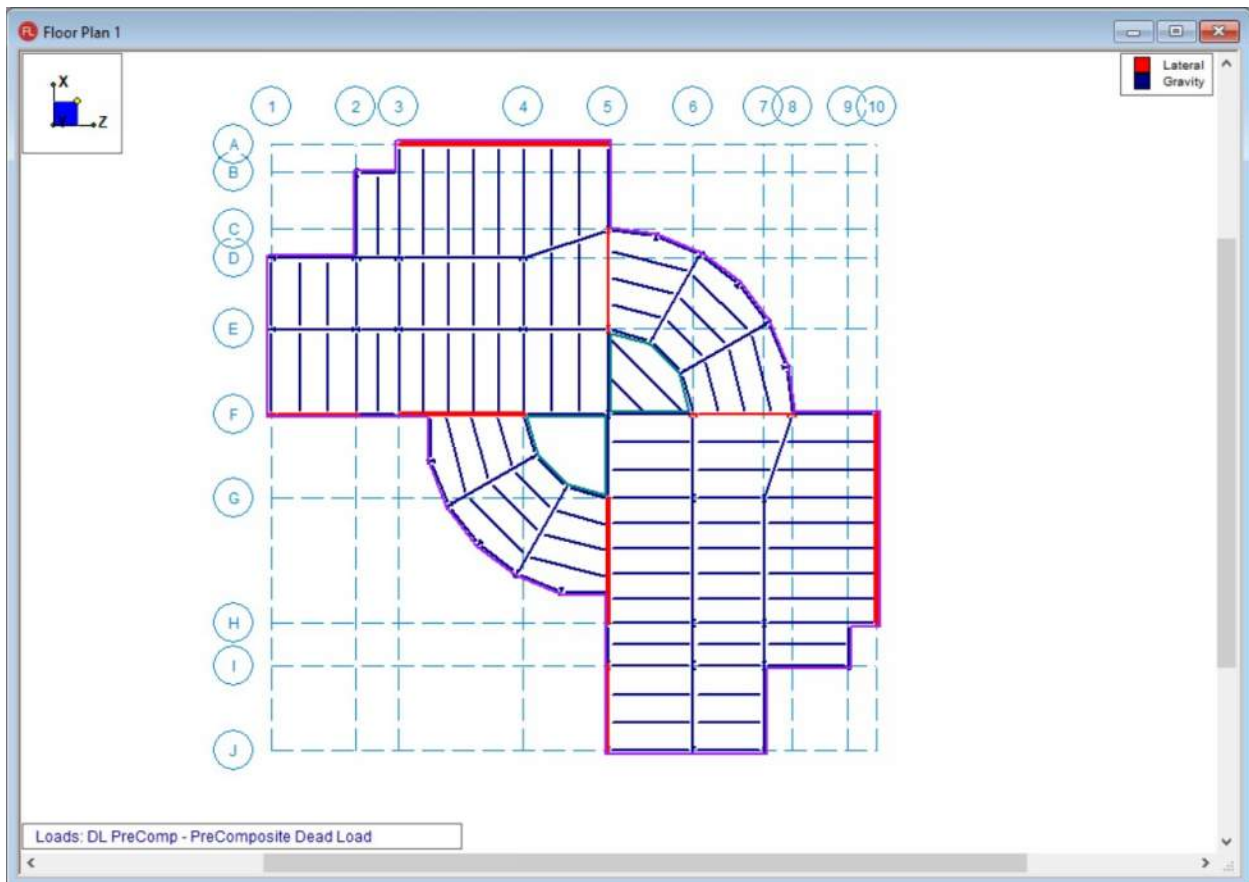 FL Floor Plan 1
X
Y Z
Lateral
Gravity
1 2 3 4 5 6 7 8 9 10
A
B
C
D
E
F
G
H
I
J
Loads: DL PreComp - PreComposite Dead Load